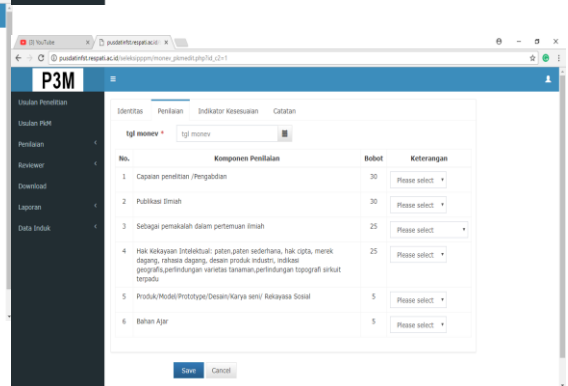 (1) YouTube
pusdatinfit.respati.ac.id
pusdatinfit.respati.ac.id/seleksipppm/monev_pkmedit.php?id_c2=1
P3M
Usulan Penelitian
Usulan PkM
Penilaian
Reviewer
Download
Laporan
Data Induk
Identitas Penilaian Indikator Kesesuaian Catatan
tgl monev * tgl monev
No. Komponen Penilaian Bobot Keterangan
1 Capaian penelitian /Pengabdian 30 Please select
2 Publikasi Ilmiah 30 Please select
3 Sebagai pemakalah dalam pertemuan ilmiah 25 Please select
4 Hak Kekayaan Intelektual: paten,paten sederhana, hak cipta, merek 25 Please select
dagang, rahasia dagang, desain produk industri, indikasi
geografis,perlindungan varietas tanaman,perlindungan topografi sirkuit
terpadu
5 Produk/Model/Prototype/Desain/Karya seni/ Rekayasa Sosial 5 Please select
6 Bahan Ajar 5 Please select
Save Cancel